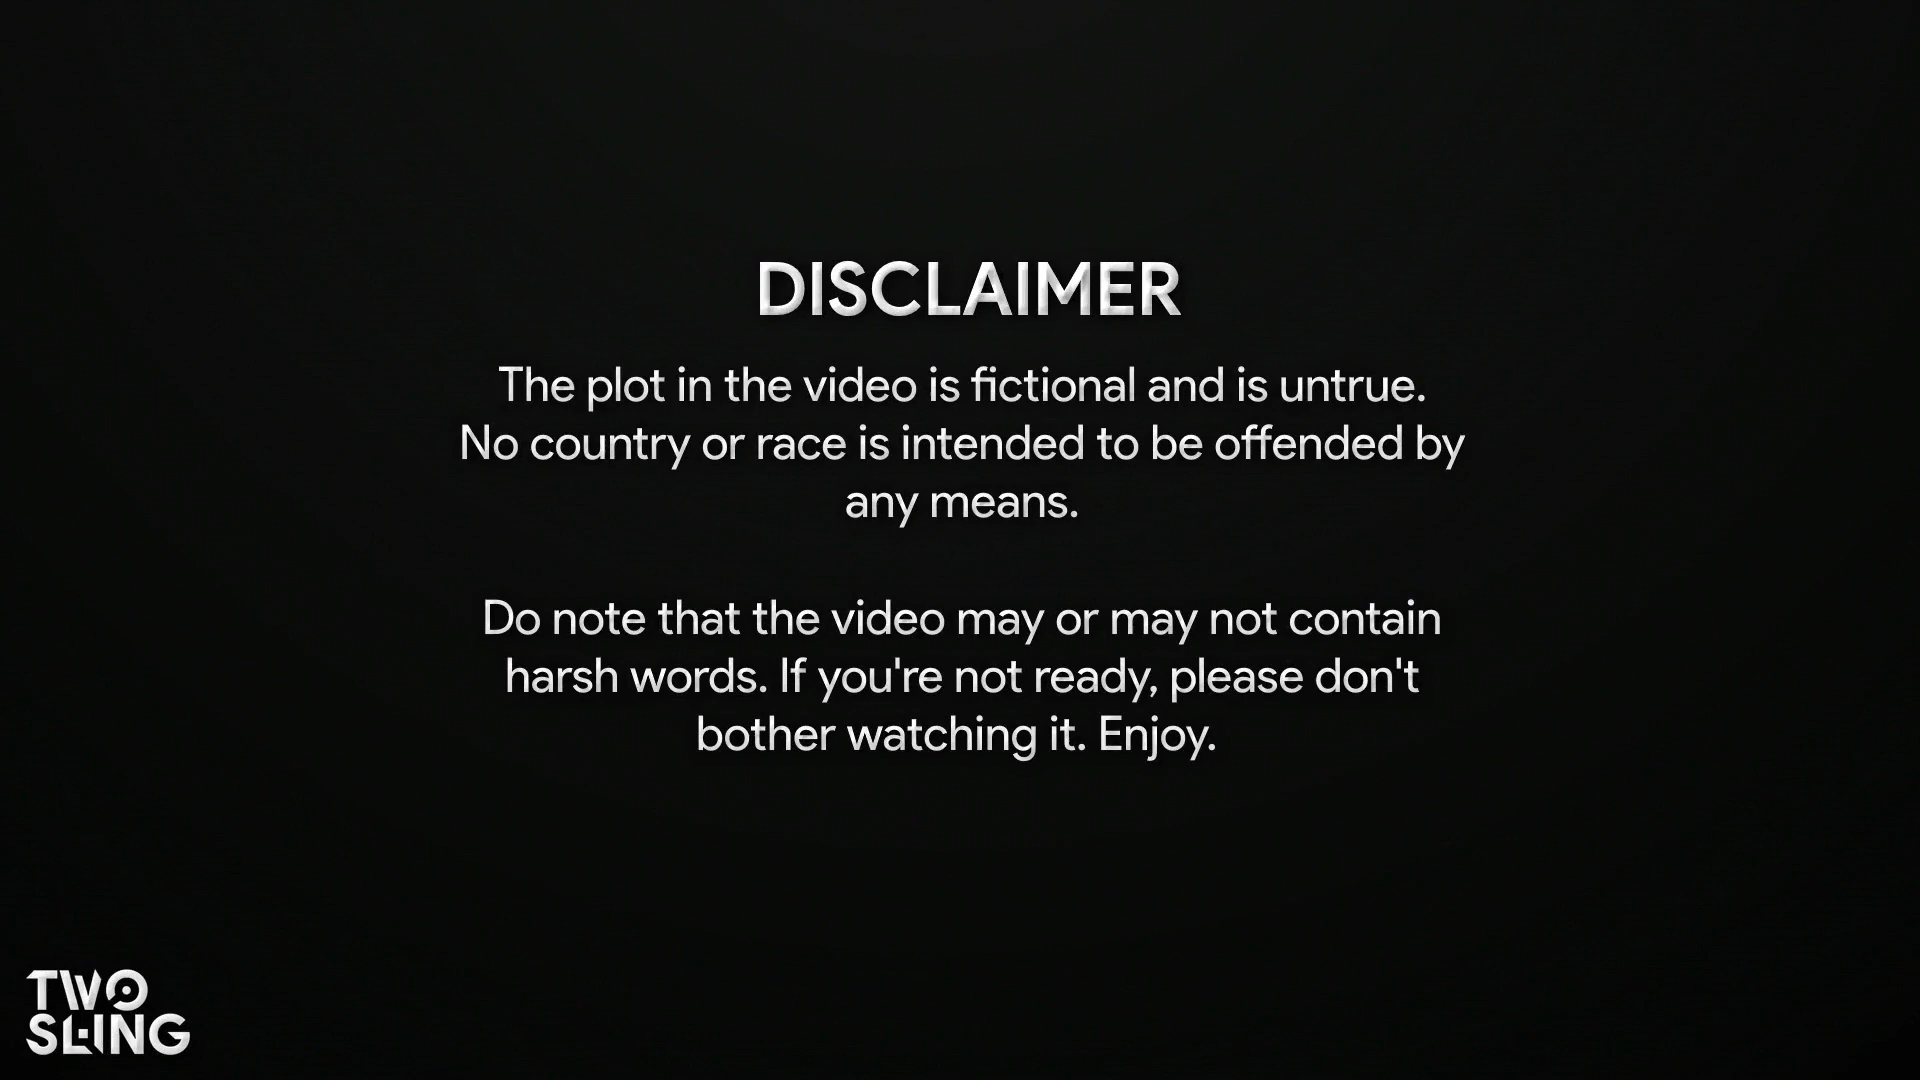 DISCLAIMER
The plot in the video is fictional and is untrue.
No country or race is intended to be offended by
any means.
Do note that the video may or may not contain
harsh words. If you're not ready, please don't
bother watching it. Enjoy.
TWO
SLING